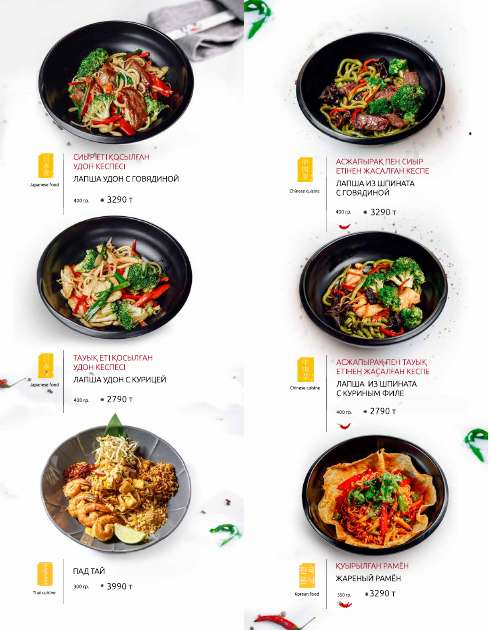 СИЫР ЕТІ ҚОСЫЛҒАН
УДОН КЕСПЕСІ
Japanese food
ЛАПША УДОН С ГОВЯДИНОЙ
400 гр.
3290 т
АСЖАПЫРАҚ ПЕН СИЫР
ЕТІНЕН ЖАСАЛҒАН КЕСПЕ
Chinese cuisine
ЛАПША ИЗ ШПИНАТА
С ГОВЯДИНОЙ
400 гр.
3290 т
ТАУЫҚ ЕТІ ҚОСЫЛҒАН
УДОН КЕСПЕСІ
Japanese food
ЛАПША УДОН С КУРИЦЕЙ
400 гр.
2790 т
АСЖАПЫРАҚ ПЕН ТАУЫҚ
ЕТІНЕН ЖАСАЛҒАН КЕСПЕ
Chinese cuisine
ЛАПША ИЗ ШПИНАТА
С КУРИНЫМ ФИЛЕ
400 гр.
2790 т
ПАД ТАЙ
Thai cuisine
300 гр.
3990 т
ҚУЫРЫЛҒАН РАМЕН
ЖАРЕНЫЙ РАМЁН
Korean food
350 гр.
3290 т